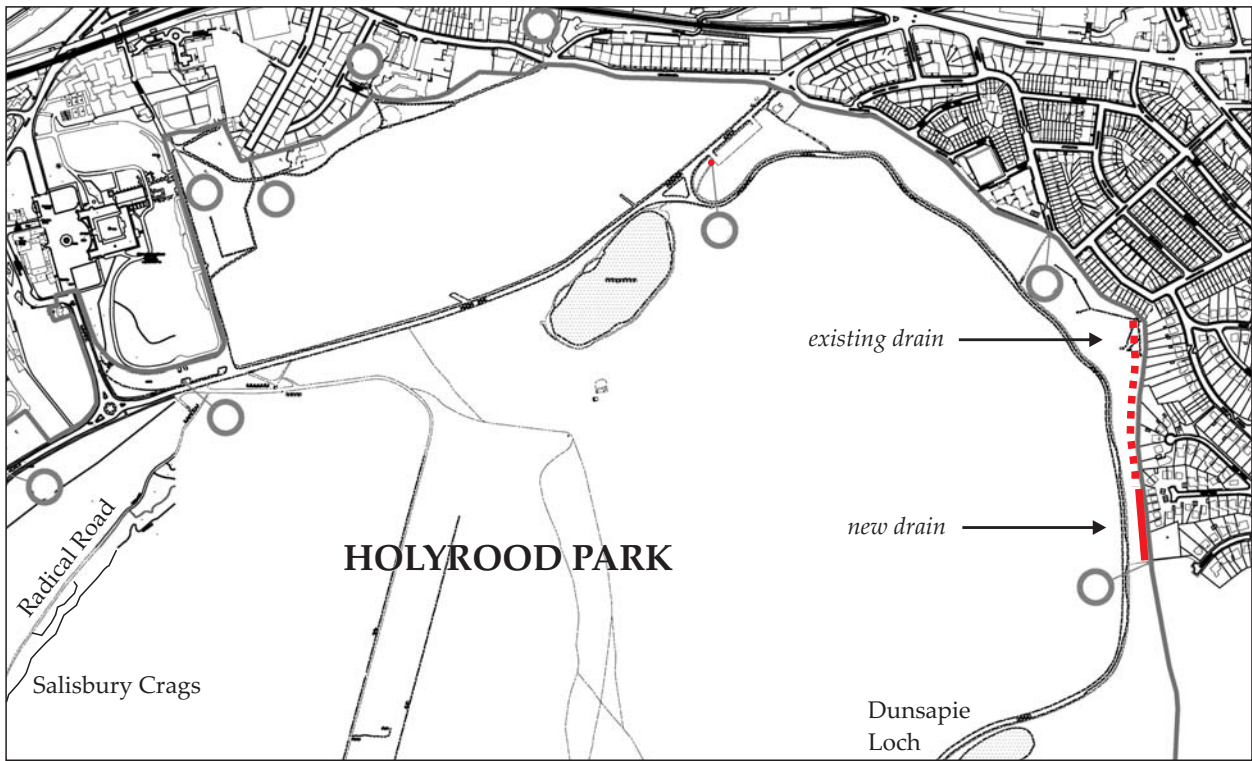 existing drain
new drain
HOLYROOD PARK
Radical Road
Salisbury Crags
Dunsapie
Loch